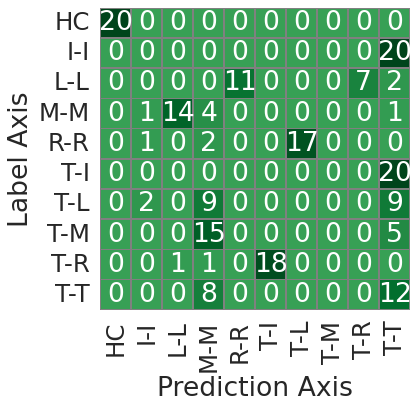 HC 20 0 0 0 0 0 0 0 0 0
I-I 0 0 0 0 0 0 0 0 0 20
L-L 0 0 0 0 11 0 0 0 7 2
M-M 0 1 14 4 0 0 0 0 0 1
R-R 0 1 0 2 0 0 17 0 0 0
T-I 0 0 0 0 0 0 0 0 0 20
T-L 0 2 0 9 0 0 0 0 0 9
T-M 0 0 0 15 0 0 0 0 0 5
T-R 0 0 1 1 0 18 0 0 0 0
T-T 0 0 0 8 0 0 0 0 0 12
Label Axis
HC I-I L-L M-M R-R T-I T-L T-M T-R T-T
Prediction Axis